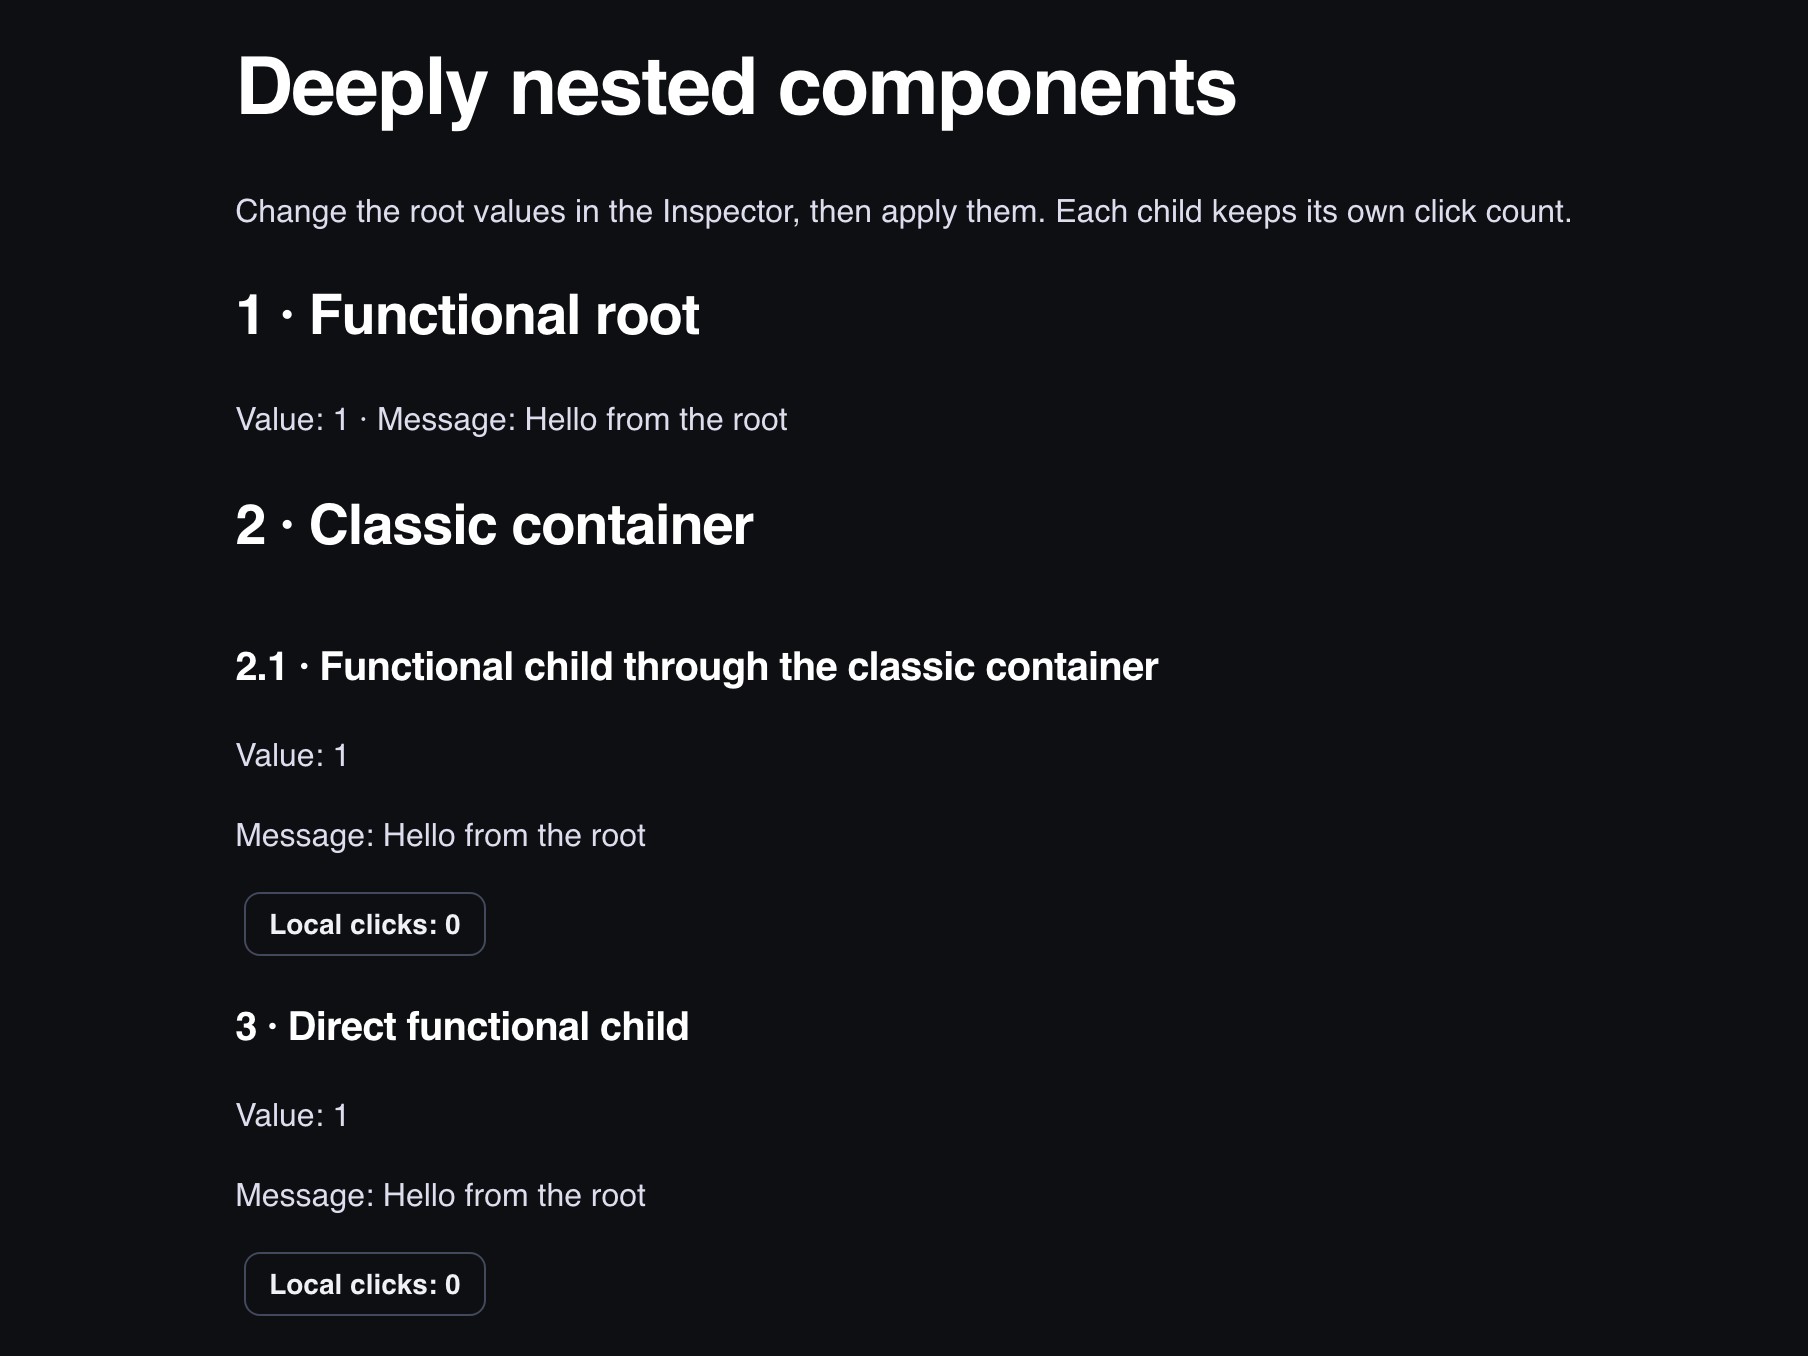 Deeply nested components
Change the root values in the Inspector, then apply them. Each child keeps its own click count.
1 · Functional root
Value: 1 · Message: Hello from the root
2 · Classic container
2.1 · Functional child through the classic container
Value: 1
Message: Hello from the root
Local clicks: 0
3 · Direct functional child
Value: 1
Message: Hello from the root
Local clicks: 0